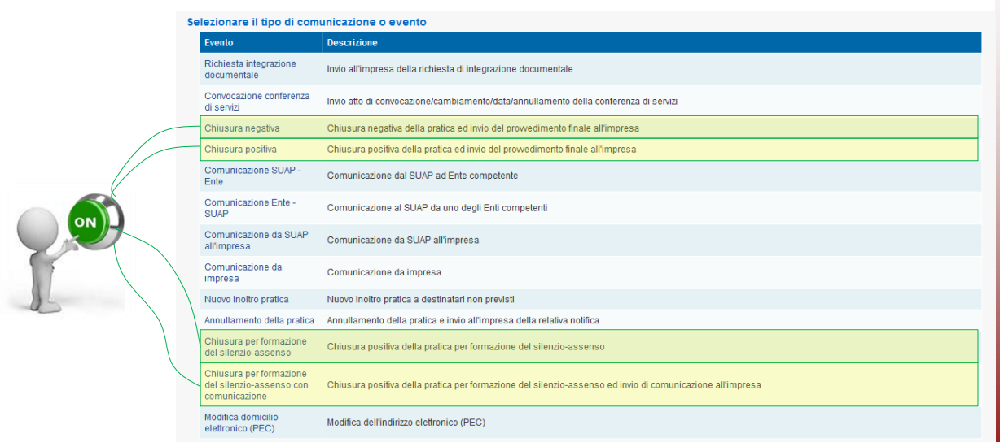 Selezionare il tipo di comunicazione o evento
Evento Descrizione
Richiesta integrazione
documentale
Invio all'impresa della richiesta di integrazione documentale
Convocazione conferenza
di servizi
Invio atto di convocazione/cambiamento/data/annullamento della conferenza di servizi
Chiusura negativa Chiusura negativa della pratica ed invio del provvedimento finale all'impresa
Chiusura positiva Chiusura positiva della pratica ed invio del provvedimento finale all'impresa
Comunicazione SUAP -
Ente
Comunicazione dal SUAP ad Ente competente
Comunicazione Ente -
SUAP
Comunicazione al SUAP da uno degli Enti competenti
Comunicazione da SUAP
all'impresa
Comunicazione da SUAP all'impresa
Comunicazione da
impresa
Comunicazione da impresa
Nuovo inoltro pratica Nuovo inoltro pratica a destinatari non previsti
Annullamento della pratica Annullamento della pratica e invio all'impresa della relativa notifica
Chiusura per formazione
del silenzio-assenso
Chiusura positiva della pratica per formazione del silenzio-assenso
Chiusura per formazione
del silenzio-assenso con
comunicazione
Chiusura positiva della pratica per formazione del silenzio-assenso ed invio di comunicazione all'impresa
Modifica domicilio
elettronico (PEC)
Modifica dell'indirizzo elettronico (PEC)
ON